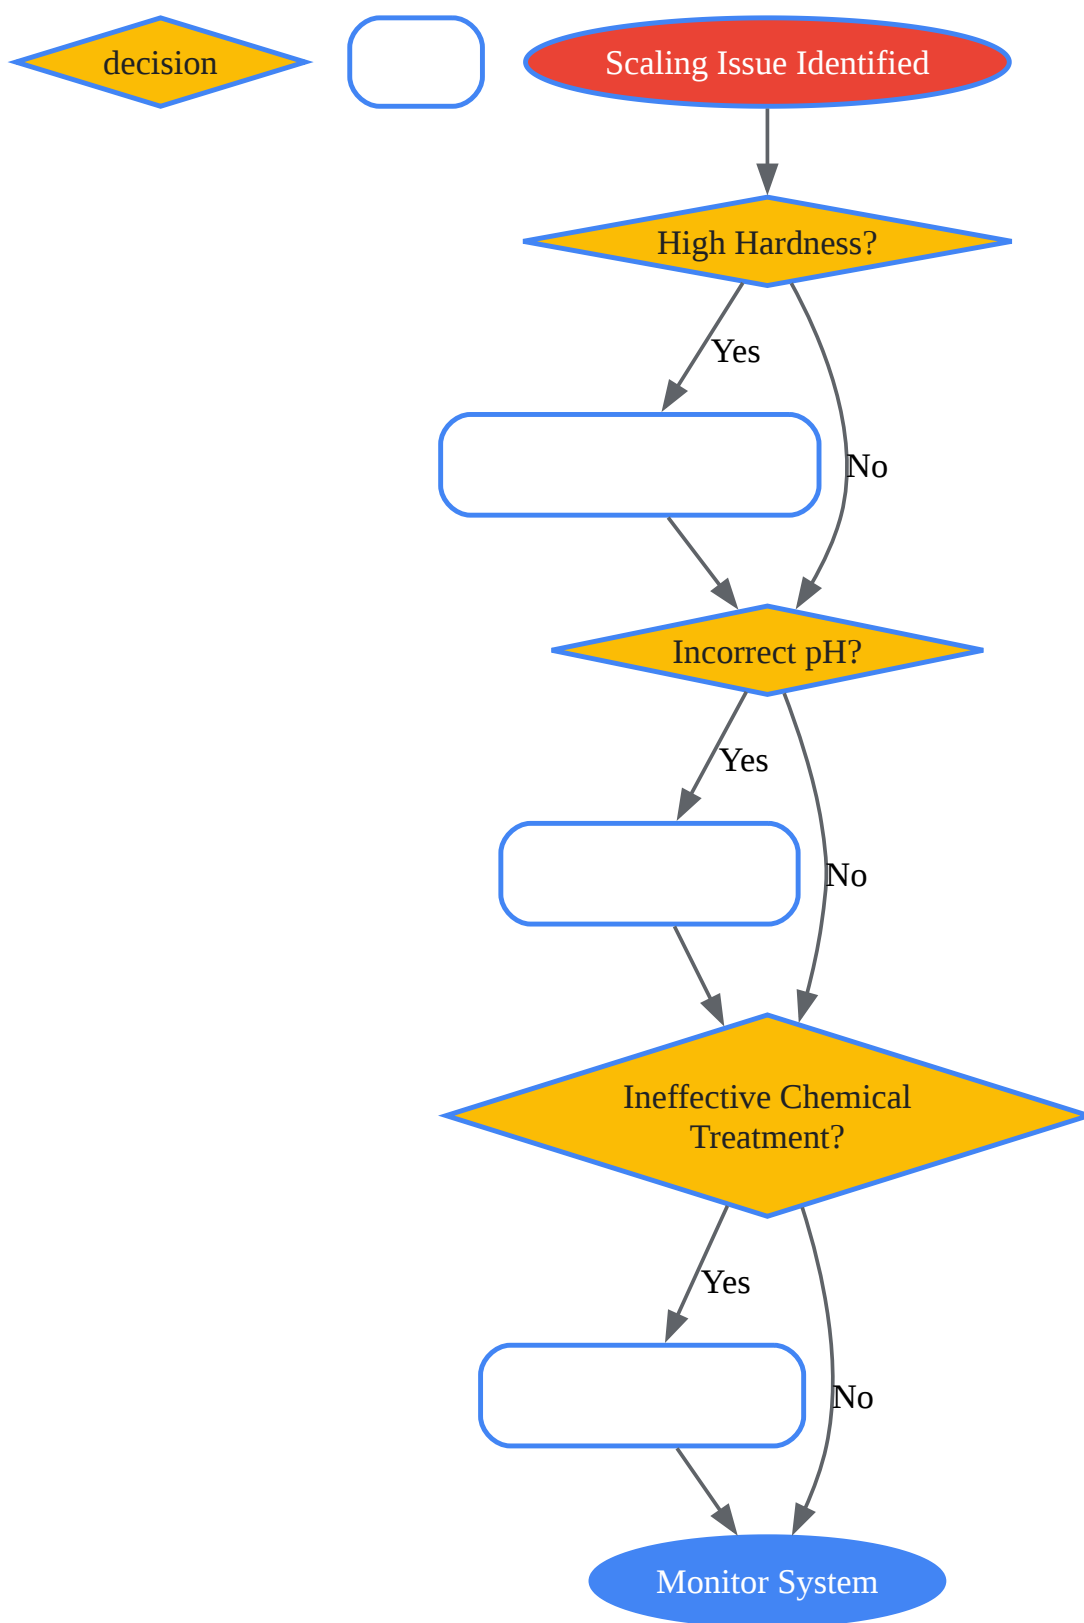 decision
Scaling Issue Identified
High Hardness?
Yes
No
Incorrect pH?
Yes
No
Ineffective Chemical
Treatment?
Yes
No
Monitor System